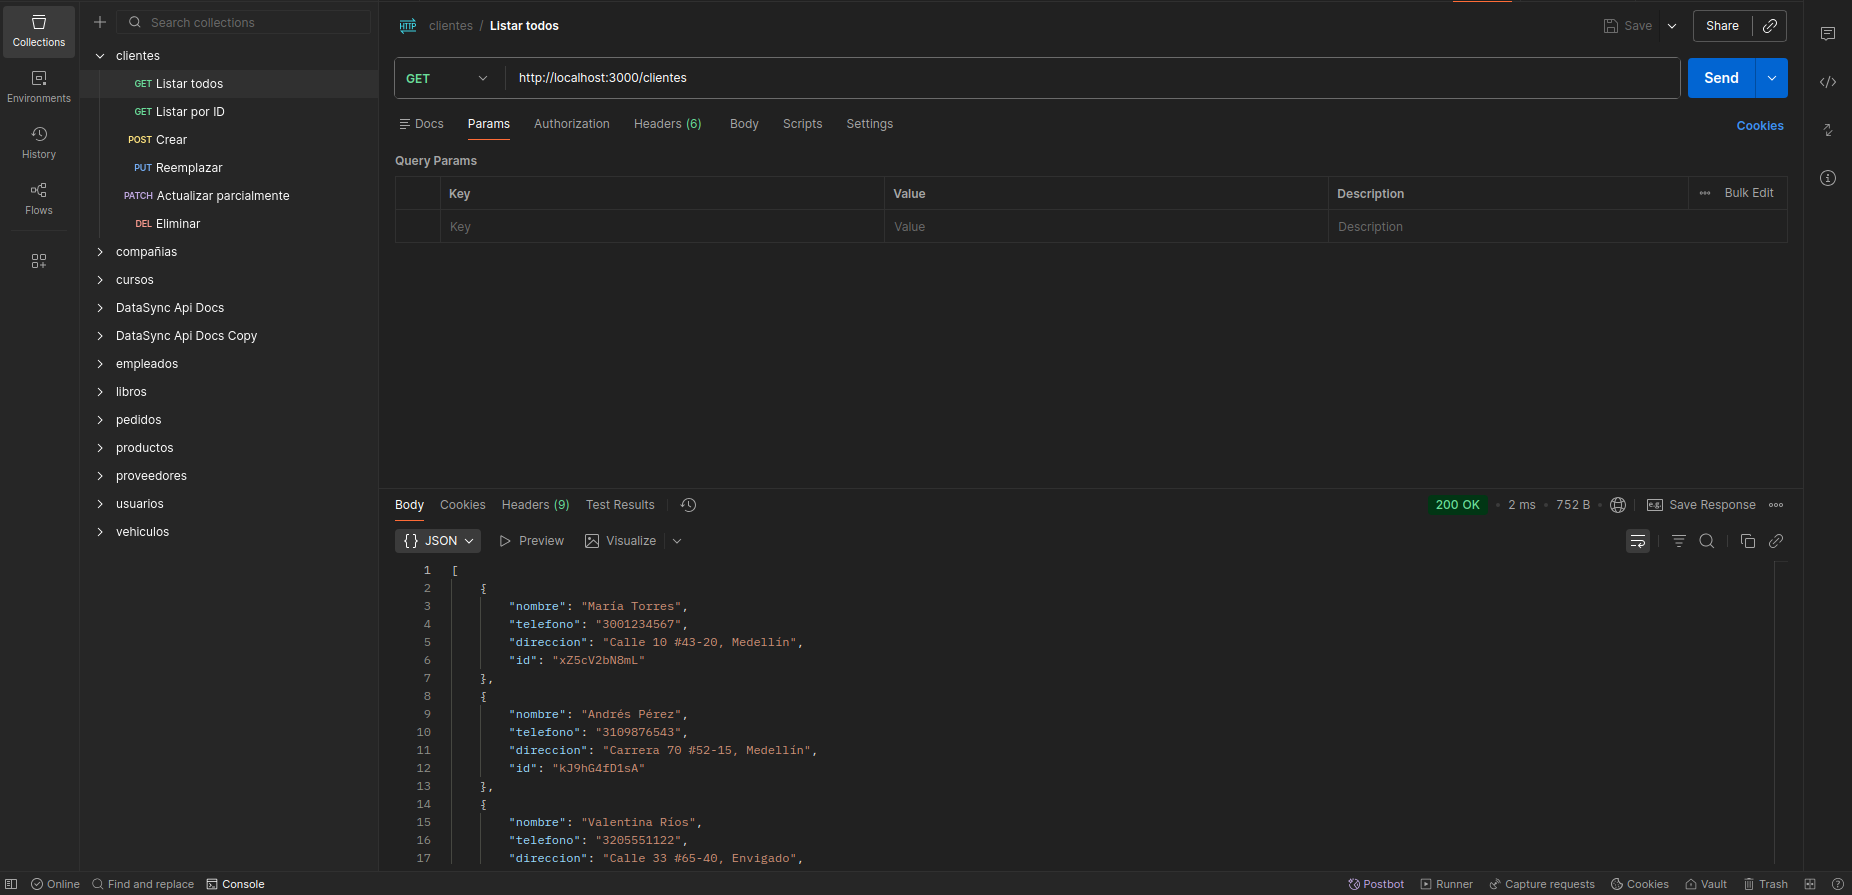 Collections
Environments
History
Flows
Search collections
clientes
GET Listar todos
GET Listar por ID
POST Crear
PUT Reemplazar
PATCH Actualizar parcialmente
DEL Eliminar
compañias
cursos
DataSync Api Docs
DataSync Api Docs Copy
empleados
libros
pedidos
productos
proveedores
usuarios
vehiculos
HTTP clientes / Listar todos
Save
Share
GET http://localhost:3000/clientes
Send
Docs Params Authorization Headers (6) Body Scripts Settings
Cookies
Query Params
Key Value Description ••• Bulk Edit
Key Value Description
Body Cookies Headers (9) Test Results
200 OK • 2 ms • 752 B • e.g. Save Response
{} JSON Preview Visualize
1 [
2 {
3 "nombre": "María Torres",
4 "telefono": "3001234567",
5 "direccion": "Calle 10 #43-20, Medellín",
6 "id": "xZ5cV2bN8mL"
7 },
8 {
9 "nombre": "Andrés Pérez",
10 "telefono": "3109876543",
11 "direccion": "Carrera 70 #52-15, Medellín",
12 "id": "kJ9hG4fD1sA"
13 },
14 {
15 "nombre": "Valentina Ríos",
16 "telefono": "3205551122",
17 "direccion": "Calle 33 #65-40, Envigado",
Online Find and replace Console
Postbot Runner Capture requests Cookies Vault Trash